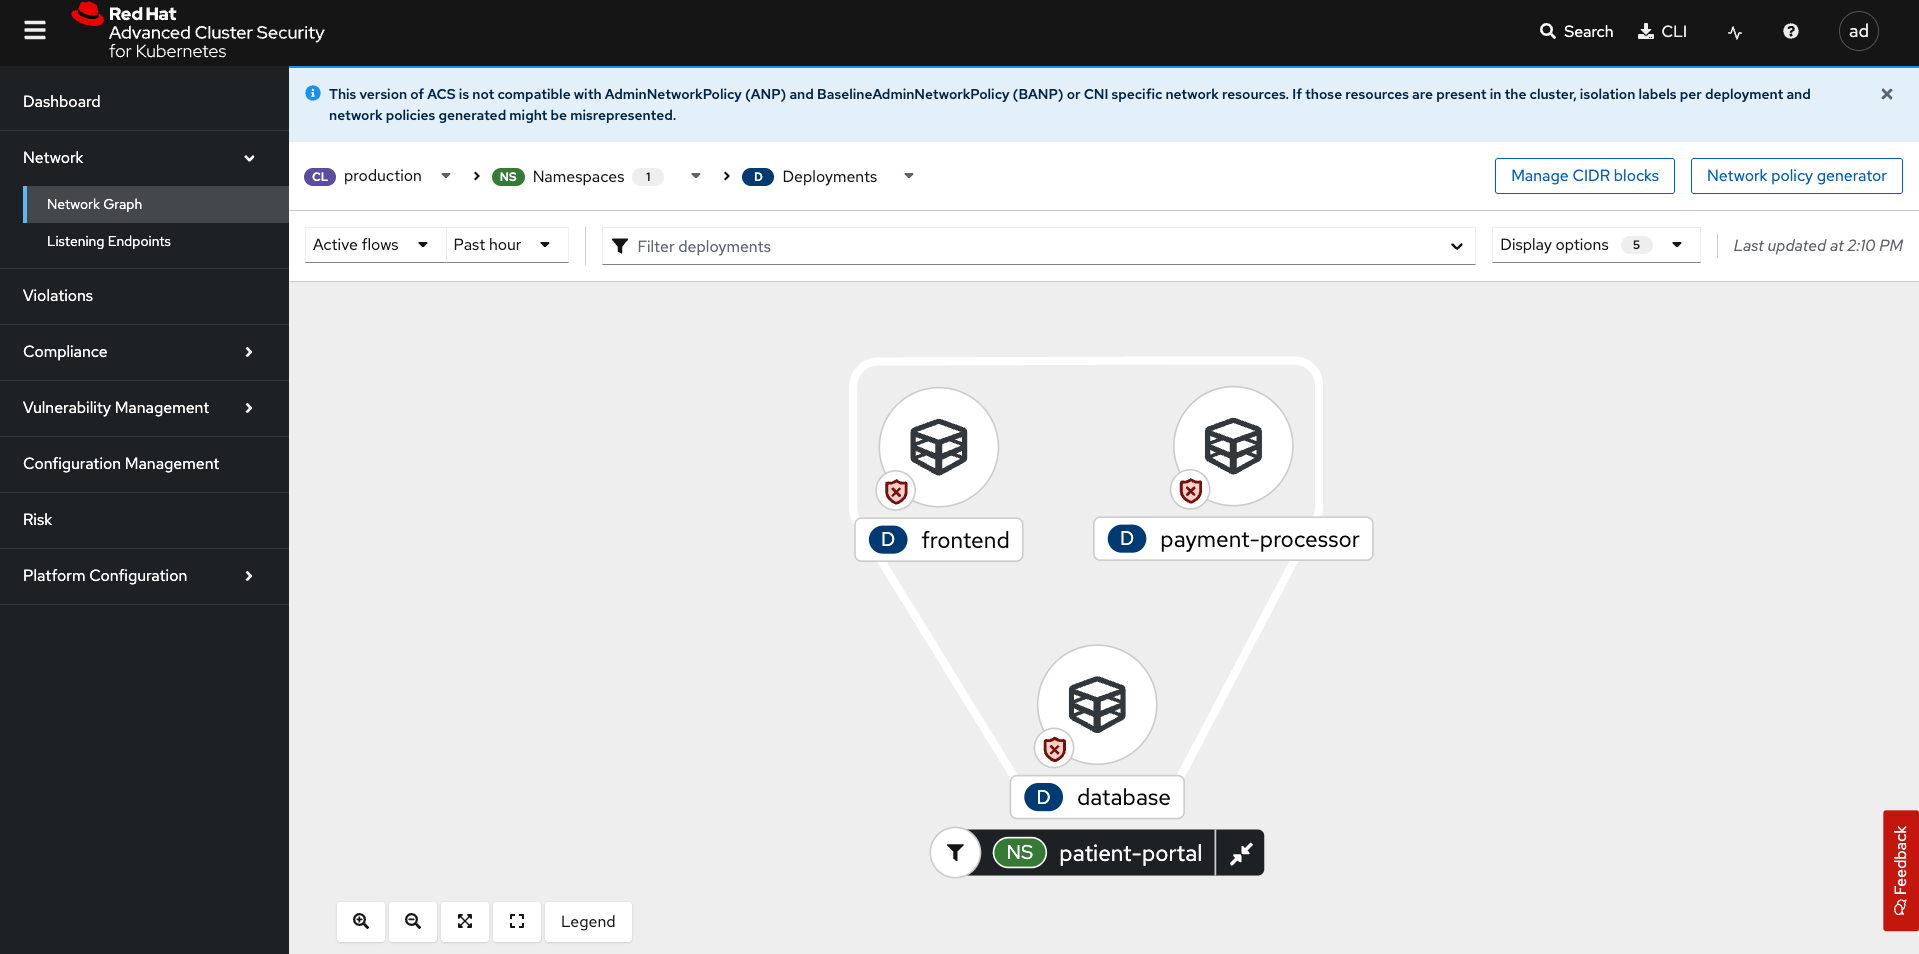 Red Hat
Advanced Cluster Security
for Kubernetes
Search
CLI
ad
Dashboard
Network
Network Graph
Listening Endpoints
Violations
Compliance
Vulnerability Management
Configuration Management
Risk
Platform Configuration
This version of ACS is not compatible with AdminNetworkPolicy (ANP) and BaselineAdminNetworkPolicy (BANP) or CNI specific network resources. If those resources are present in the cluster, isolation labels per deployment and
network policies generated might be misrepresented.
CL production NS Namespaces 1 D Deployments
Manage CIDR blocks
Network policy generator
Active flows
Past hour
Filter deployments
Display options 5
Last updated at 2:10 PM
D frontend
D payment-processor
D database
NS patient-portal
Legend
Feedback